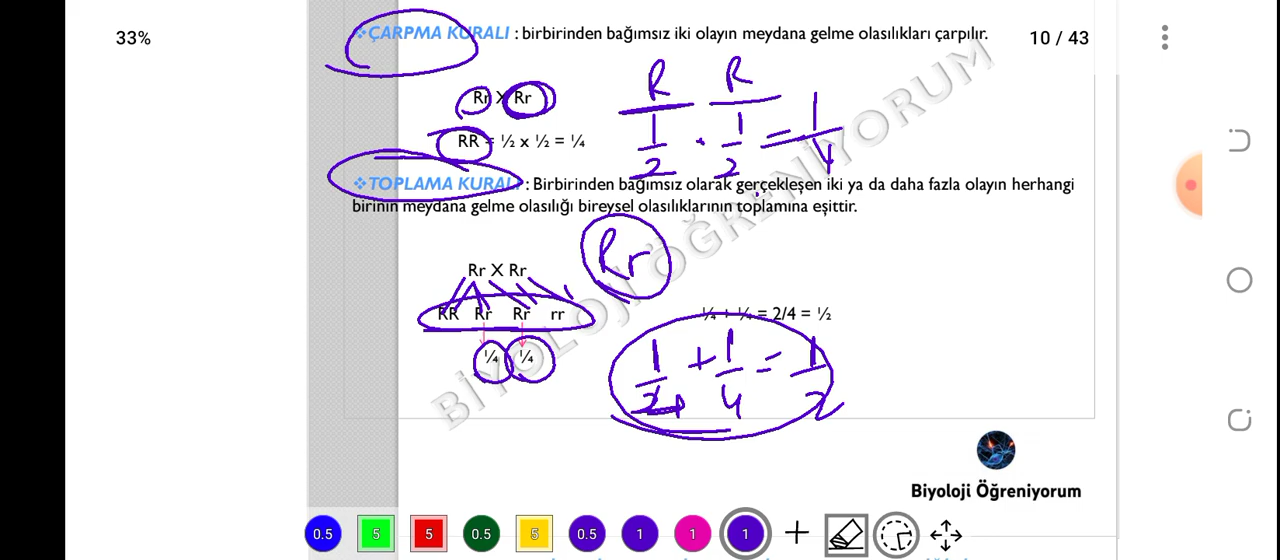 33%
❖ÇARPMA KURALI : birbirinden bağımsız iki olayın meydana gelme olasılıkları çarpılır.
10 / 43
R R
Rr X Rr
RR = ½ x ½ = ¼
1/2 . 1/2 = 1/4
❖TOPLAMA KURALI : Birbirinden bağımsız olarak gerçekleşen iki ya da daha fazla olayın herhangi
birinin meydana gelme olasılığı bireysel olasılıklarının toplamına eşittir.
Rr
Rr X Rr
RR Rr Rr rr
¼ + ¼ = 2/4 = ½
¼ ¼
1/4 + 1/4 = 1/2
BİYOLOJİ ÖĞRENİYORUM
Biyoloji Öğreniyorum
0.5 5 5 0.5 5 0.5 1 1 1